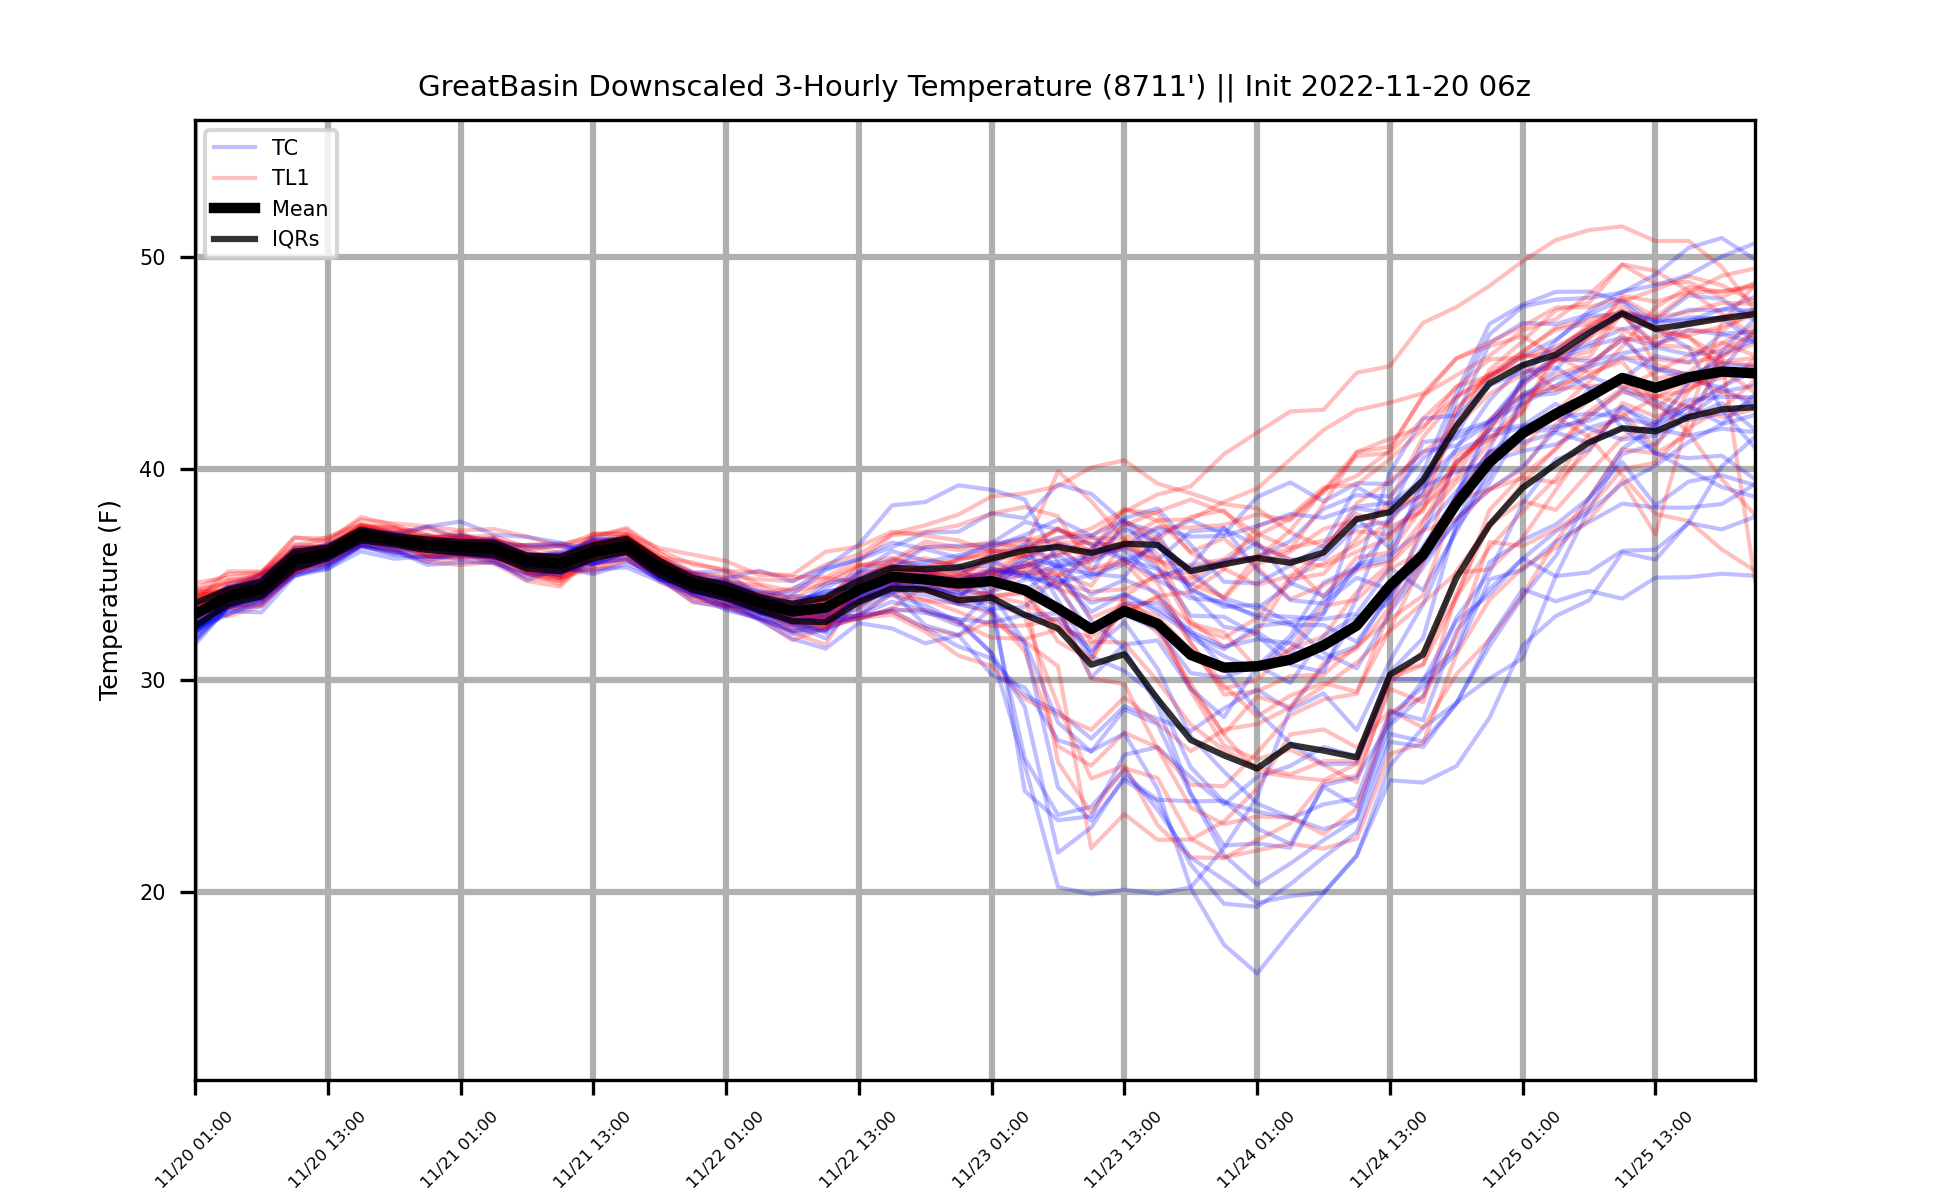 GreatBasin Downscaled 3-Hourly Temperature (8711') || Init 2022-11-20 06z
TC
TL1
Mean
IQRs
Temperature (F)
50
40
30
20
11/20 01:00
11/20 13:00
11/21 01:00
11/21 13:00
11/22 01:00
11/22 13:00
11/23 01:00
11/23 13:00
11/24 01:00
11/24 13:00
11/25 01:00
11/25 13:00